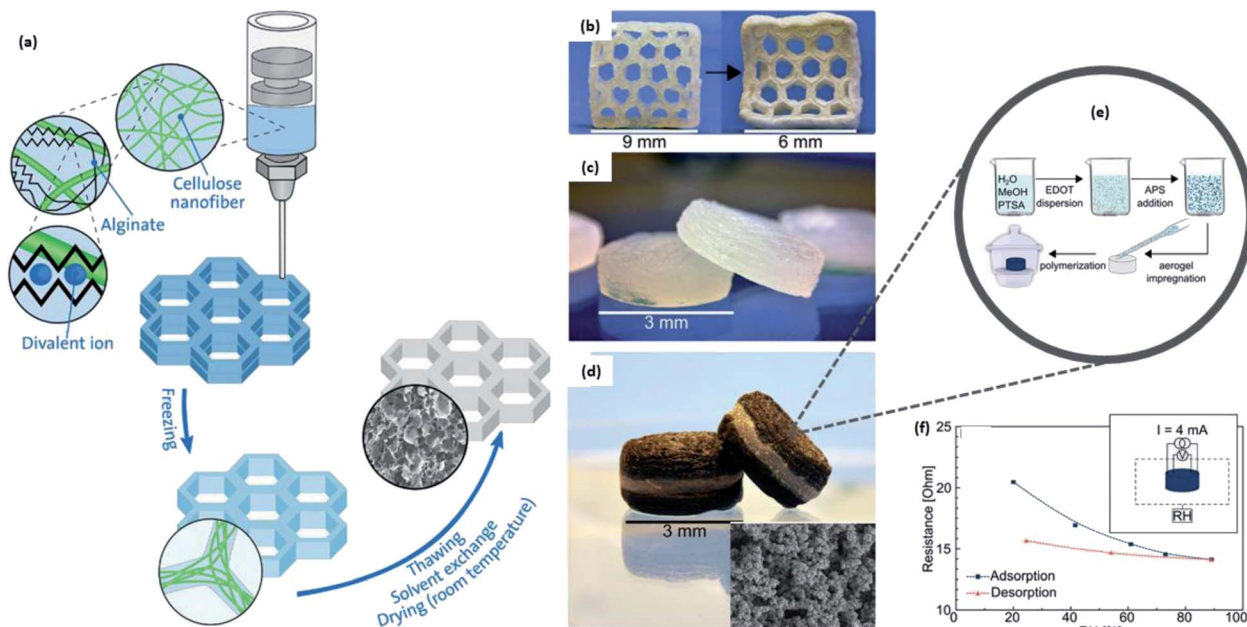 (a)
Cellulose
nanofiber
Alginate
Divalent ion
Freezing
Thawing
Solvent exchange
Drying (room temperature)
(b)
9 mm
6 mm
(c)
3 mm
(d)
3 mm
(e)
H₂O
MeOH
PTSA
EDOT
dispersion
APS
addition
polymerization
aerogel
impregnation
(f)
I = 4 mA
V
RH
Resistance [Ohm]
25
20
15
10
Adsorption
Desorption
0
20
40
60
80
100